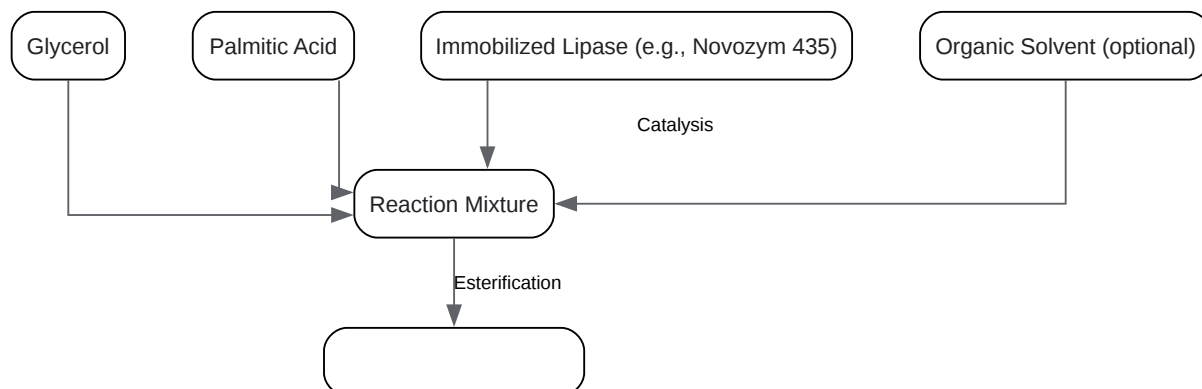 Glycerol
Palmitic Acid
Immobilized Lipase (e.g., Novozym 435)
Organic Solvent (optional)
Catalysis
Reaction Mixture
Esterification